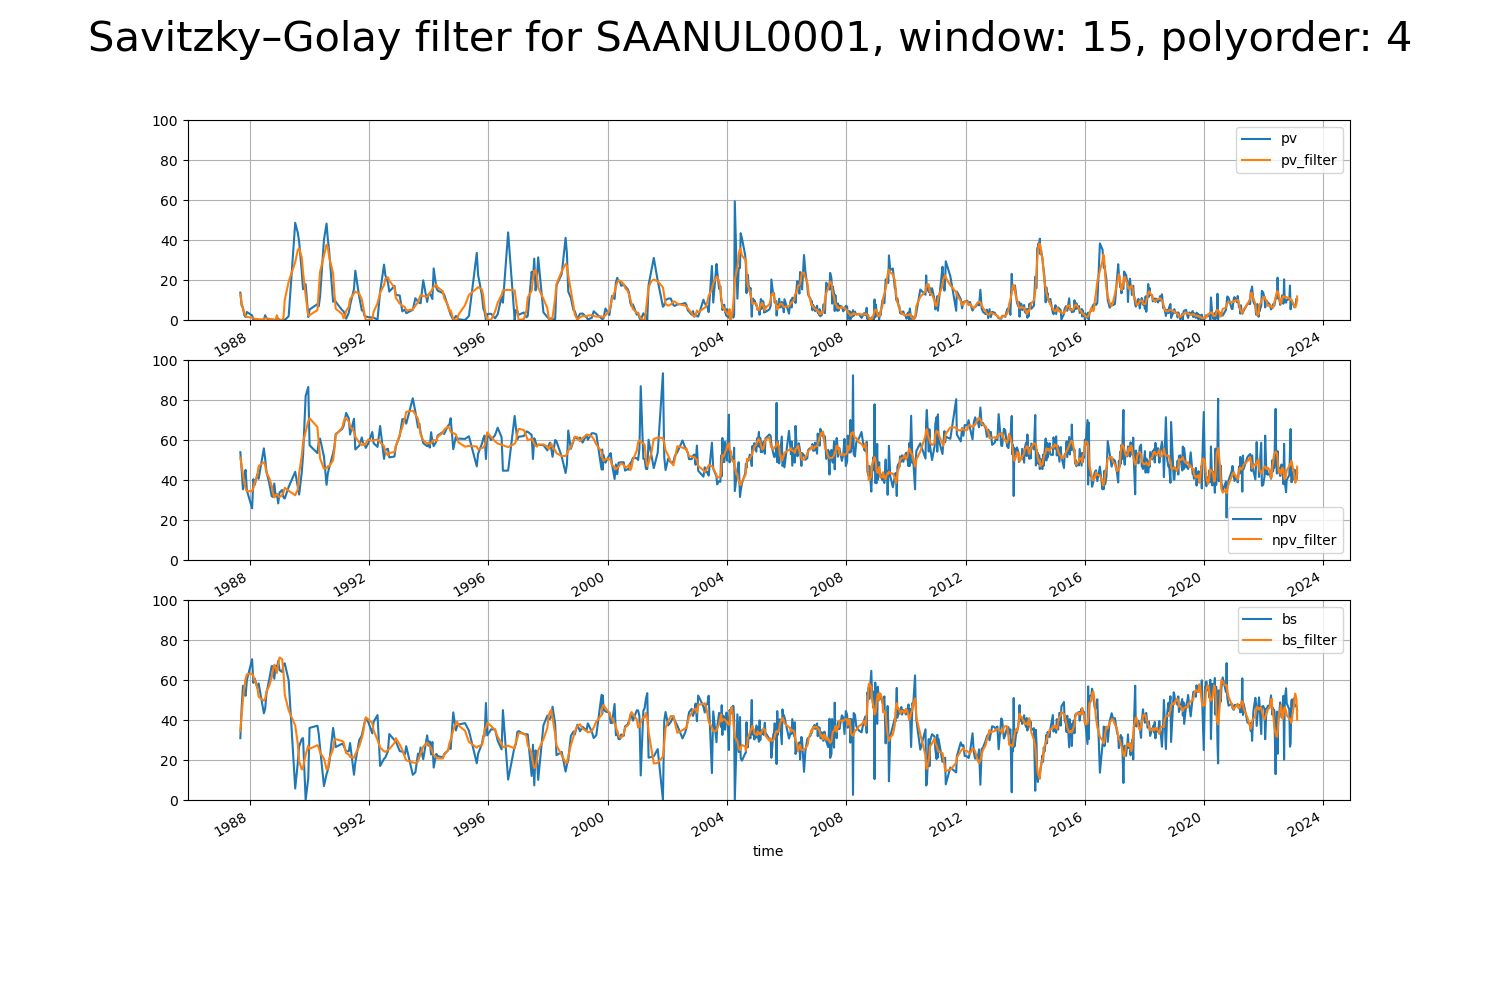 Savitzky–Golay filter for SAANUL0001, window: 15, polyorder: 4
100
80
60
40
20
0
pv
pv_filter
1988 1992 1996 2000 2004 2008 2012 2016 2020 2024
100
80
60
40
20
0
npv
npv_filter
1988 1992 1996 2000 2004 2008 2012 2016 2020 2024
100
80
60
40
20
0
bs
bs_filter
1988 1992 1996 2000 2004 2008 2012 2016 2020 2024
time